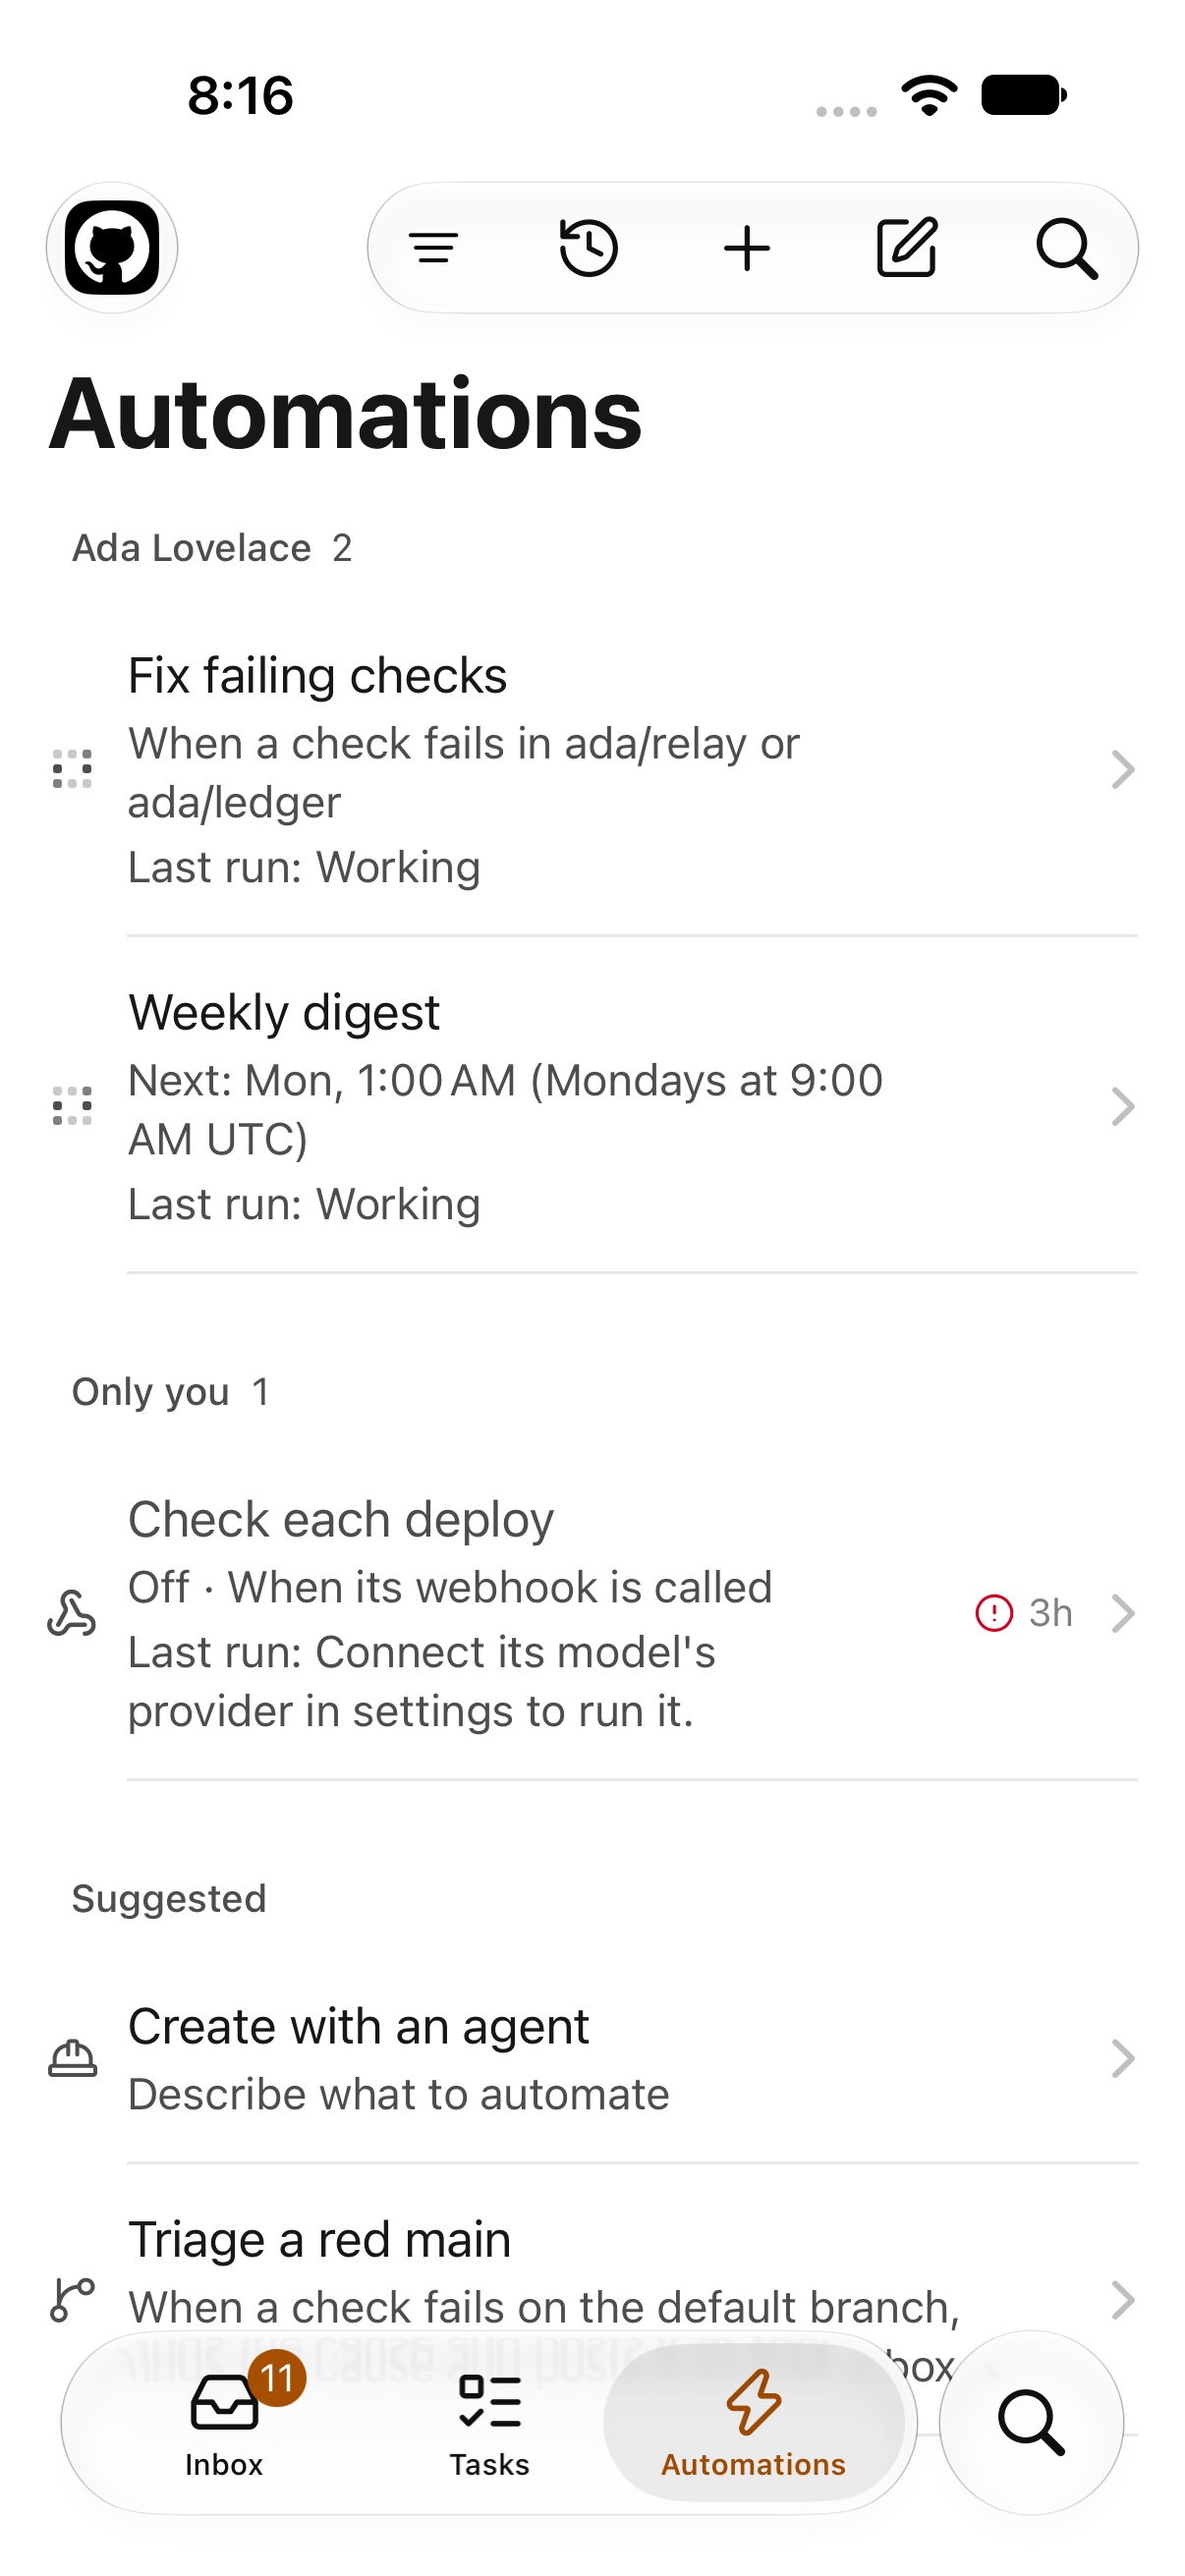 8:16
Automations
Ada Lovelace 2
Fix failing checks
When a check fails in ada/relay or
ada/ledger
Last run: Working
Weekly digest
Next: Mon, 1:00 AM (Mondays at 9:00
AM UTC)
Last run: Working
Only you 1
Check each deploy
Off · When its webhook is called
Last run: Connect its model's
provider in settings to run it.
3h
Suggested
Create with an agent
Describe what to automate
Triage a red main
When a check fails on the default branch,
11
Inbox
Tasks
Automations